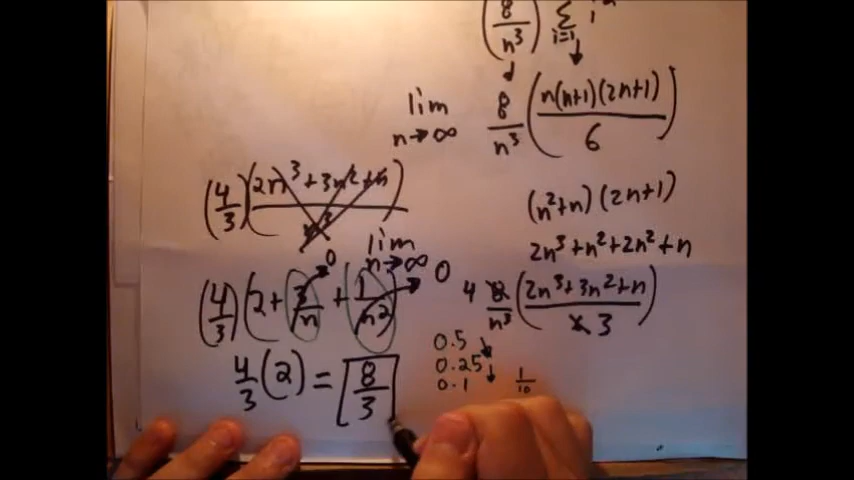 (8/n³) Σ i=1
lim n→∞ 8/n³ (n(n+1)(2n+1)/6)
(n²+n)(2n+1)
2n³+n²+2n²+n
4 8/n³ (2n³+3n²+n / 6 3)
(4/3)(2n³+3n²+n / n³)
lim n→∞
(4/3)(2+3/n+1/n²) 0 0
4/3(2) = 8/3
0.5
0.25
0.1 1/10